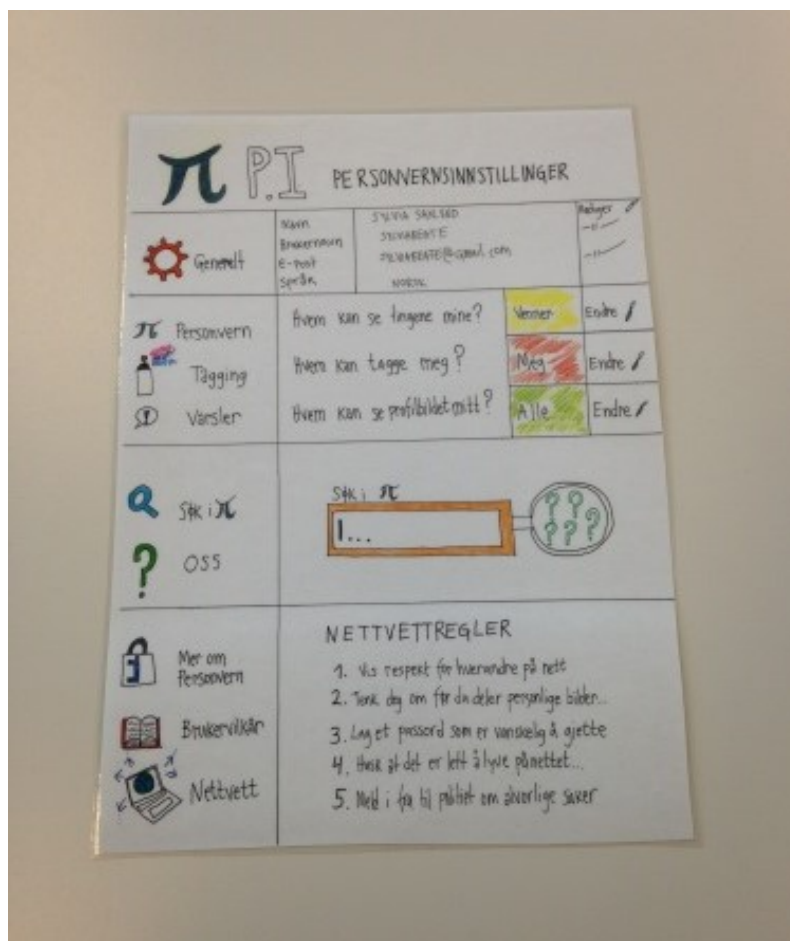 π P.I PERSONVERNSINNSTILLINGER
Generelt
Navn
Brukernavn
E-post
Språk
SYLVIA
NORSK
Rediger
π Personvern
Tagging
Varsler
Hvem kan se tingene mine? Venner Endre
Hvem kan tagge meg? Meg Endre
Hvem kan se profilbildet mitt? Alle Endre
Søk i π
? OSS
Søk i π
I...
? ? ? ? ?
Mer om
Personvern
Brukervilkår
Nettvett
NETTVETTREGLER
1. Vis respekt for hverandre på nett
2. Tenk deg om før du deler personlige bilder...
3. Lag et passord som er vanskelig å gjette
4. Husk at det er lett å lyve på nettet...
5. Meld i fra til politiet om alvorlige saker